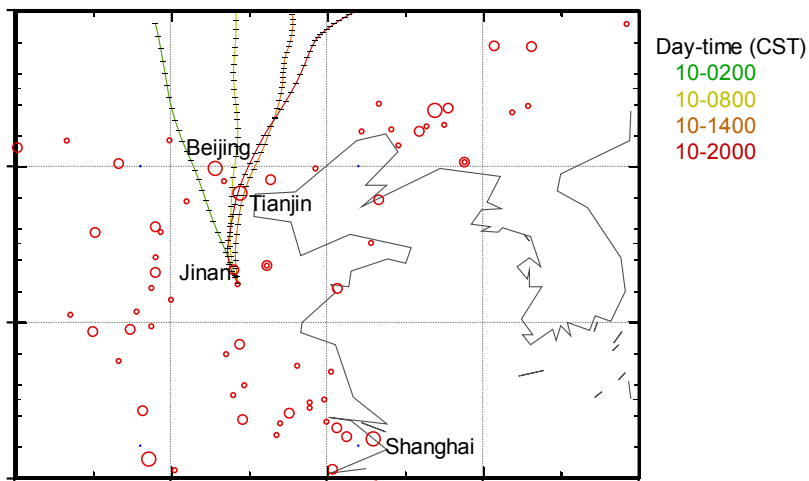 Day-time (CST)
10-0200
10-0800
10-1400
10-2000
Beijing
Tianjin
Jinan
Shanghai